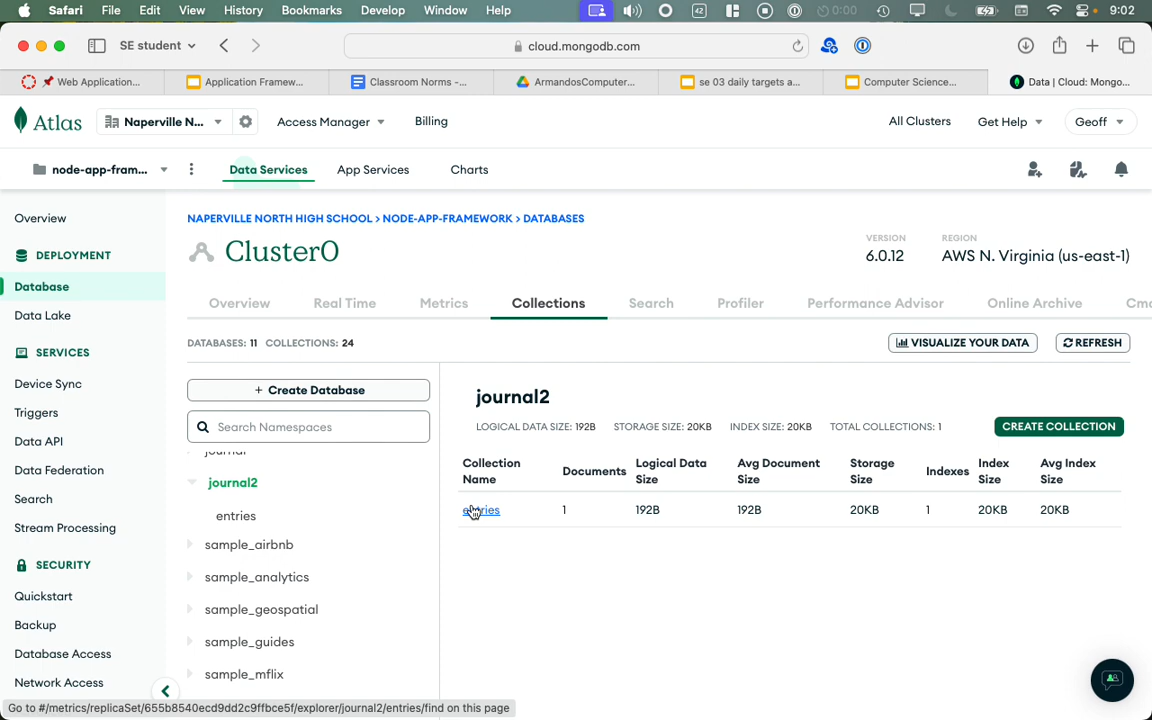 Safari File Edit View History Bookmarks Develop Window Help 42 0:00 9:02
SE student cloud.mongodb.com
Web Application... Application Framew... Classroom Norms -... ArmandosComputer... se 03 daily targets a... Computer Science... Data | Cloud: Mongo...
Atlas Naperville N... Access Manager Billing All Clusters Get Help Geoff
node-app-fram... Data Services App Services Charts
Overview
DEPLOYMENT
Database
Data Lake
SERVICES
Device Sync
Triggers
Data API
Data Federation
Search
Stream Processing
SECURITY
Quickstart
Backup
Database Access
Network Access
NAPERVILLE NORTH HIGH SCHOOL > NODE-APP-FRAMEWORK > DATABASES
Cluster0
VERSION REGION
6.0.12 AWS N. Virginia (us-east-1)
Overview Real Time Metrics Collections Search Profiler Performance Advisor Online Archive Cmd
DATABASES: 11 COLLECTIONS: 24 VISUALIZE YOUR DATA REFRESH
+ Create Database
Search Namespaces
journal
journal2
entries
sample_airbnb
sample_analytics
sample_geospatial
sample_guides
sample_mflix
journal2
LOGICAL DATA SIZE: 192B STORAGE SIZE: 20KB INDEX SIZE: 20KB TOTAL COLLECTIONS: 1 CREATE COLLECTION
Collection Name Documents Logical Data Size Avg Document Size Storage Size Indexes Index Size Avg Index Size
entries 1 192B 192B 20KB 1 20KB 20KB
Go to #/metrics/replicaSet/655b8540ecd9dd2c9ffbce5f/explorer/journal2/entries/find on this page